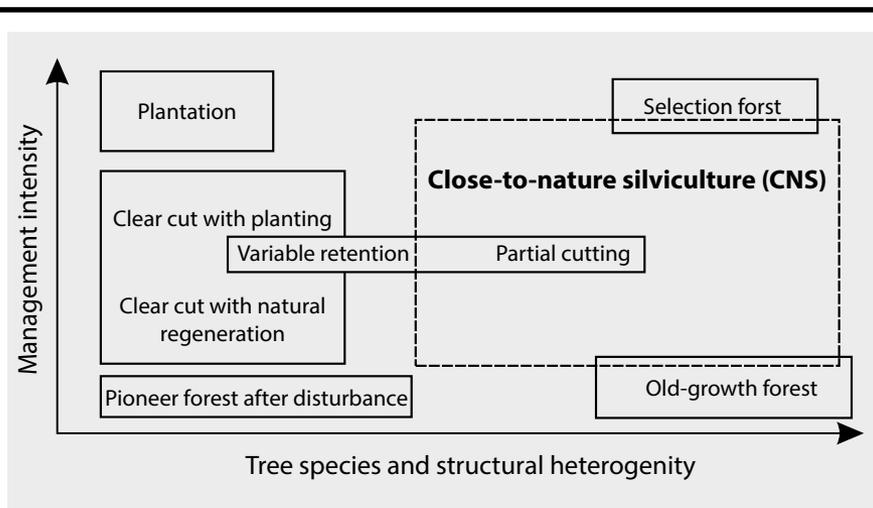 Management intensity
Plantation
Selection forst
Close-to-nature silviculture (CNS)
Clear cut with planting
Variable retention
Partial cutting
Clear cut with natural
regeneration
Pioneer forest after disturbance
Old-growth forest
Tree species and structural heterogenity